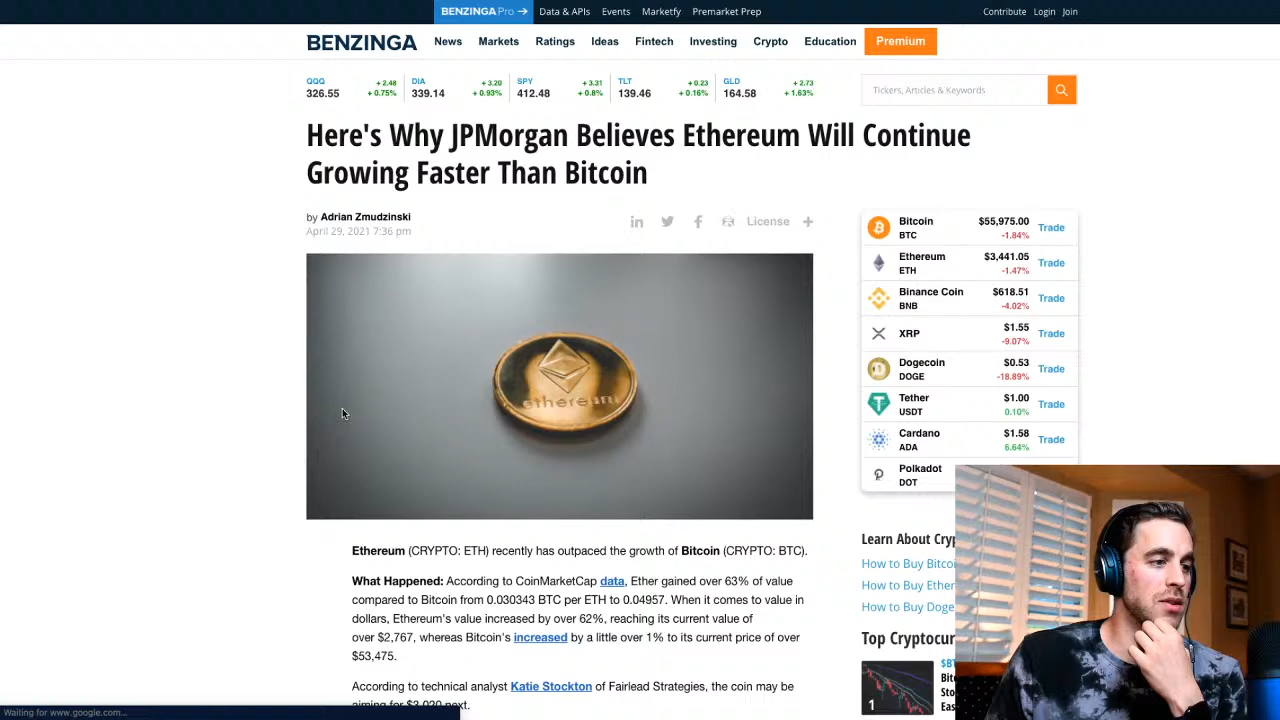 BENZINGA Pro → Data & APIs Events Marketfy Premarket Prep Contribute Login Join
BENZINGA News Markets Ratings Ideas Fintech Investing Crypto Education Premium
QQQ +2.48 DIA +3.20 SPY +3.31 TLT +0.23 GLD +2.73
326.55 +0.75% 339.14 +0.93% 412.48 +0.8% 139.46 +0.16% 164.58 +1.63%
Tickers, Articles & Keywords
Here's Why JPMorgan Believes Ethereum Will Continue
Growing Faster Than Bitcoin
by Adrian Zmudzinski
April 29, 2021 7:36 pm
License +
ethereum
Ethereum (CRYPTO: ETH) recently has outpaced the growth of Bitcoin (CRYPTO: BTC).
What Happened: According to CoinMarketCap data, Ether gained over 63% of value
compared to Bitcoin from 0.030343 BTC per ETH to 0.04957. When it comes to value in
dollars, Ethereum's value increased by over 62%, reaching its current value of
over $2,767, whereas Bitcoin's increased by a little over 1% to its current price of over
$53,475.
According to technical analyst Katie Stockton of Fairlead Strategies, the coin may be
aiming for $3,020 next.
Bitcoin $55,975.00 Trade
BTC -1.84%
Ethereum $3,441.05 Trade
ETH -1.47%
Binance Coin $618.51 Trade
BNB -4.02%
XRP $1.55 Trade
-9.07%
Dogecoin $0.53 Trade
DOGE -18.89%
Tether $1.00 Trade
USDT 0.10%
Cardano $1.58 Trade
ADA 6.64%
Polkadot
DOT
Learn About Cryp
How to Buy Bitcoi
How to Buy Ether
How to Buy Doge
Top Cryptocur
$BT
Bitc
Sto
Eas
1
Waiting for www.google.com...